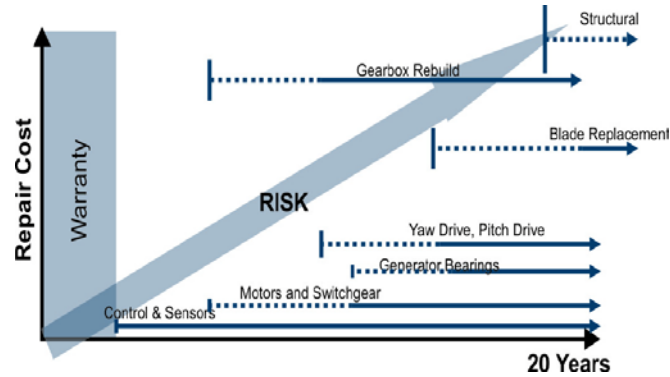 Structural
Gearbox Rebuild
Blade Replacement
Repair Cost
Warranty
RISK
Yaw Drive, Pitch Drive
Generator Bearings
Motors and Switchgear
Control & Sensors
20 Years